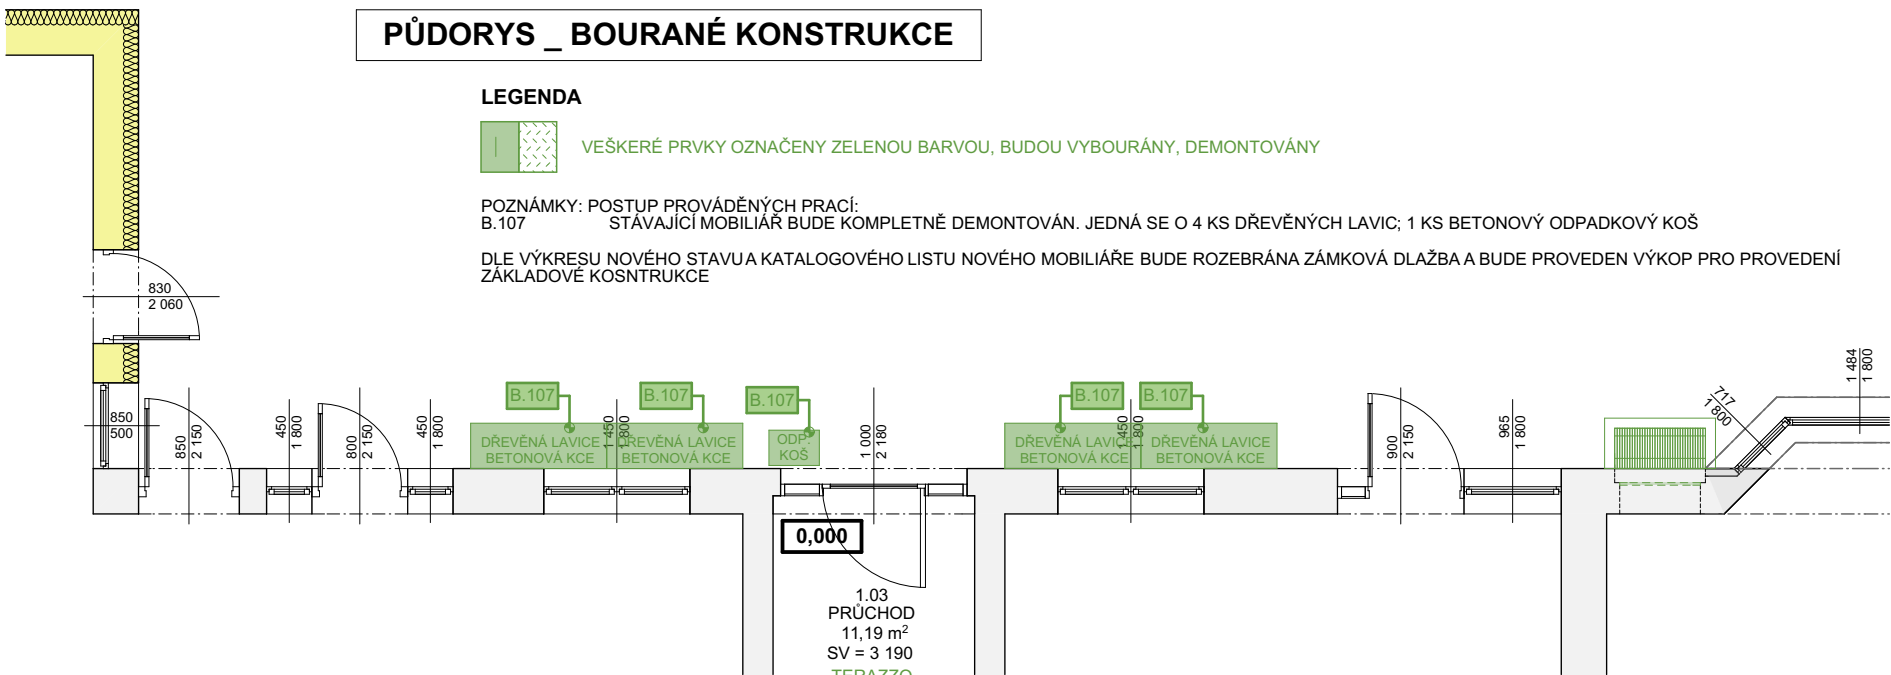 PŮDORYS _ BOURANÉ KONSTRUKCE
LEGENDA
VEŠKERÉ PRVKY OZNAČENY ZELENOU BARVOU, BUDOU VYBOURÁNY, DEMONTOVÁNY
POZNÁMKY: POSTUP PROVÁDĚNÝCH PRACÍ:
B.107 STÁVAJÍCÍ MOBILIÁŘ BUDE KOMPLETNĚ DEMONTOVÁN. JEDNÁ SE O 4 KS DŘEVĚNÝCH LAVIC; 1 KS BETONOVÝ ODPADKOVÝ KOŠ
DLE VÝKRESU NOVÉHO STAVU A KATALOGOVÉHO LISTU NOVÉHO MOBILIÁŘE BUDE ROZEBRÁNA ZÁMKOVÁ DLAŽBA A BUDE PROVEDEN VÝKOP PRO PROVEDENÍ
ZÁKLADOVÉ KOSNTRUKCE
830
2 060
850
500
850
2 150
450
1 800
800
2 150
450
1 800
B.107
DŘEVĚNÁ LAVICE
BETONOVÁ KCE
1 450
1 800
B.107
DŘEVĚNÁ LAVICE
BETONOVÁ KCE
B.107
ODP.
KOŠ
1 000
2 180
B.107
DŘEVĚNÁ LAVICE
BETONOVÁ KCE
1 450
1 800
B.107
DŘEVĚNÁ LAVICE
BETONOVÁ KCE
900
2 150
965
1 800
717
1 800
1 484
1 800
0,000
1.03
PRŮCHOD
11,19 m²
SV = 3 190
TERAZZO